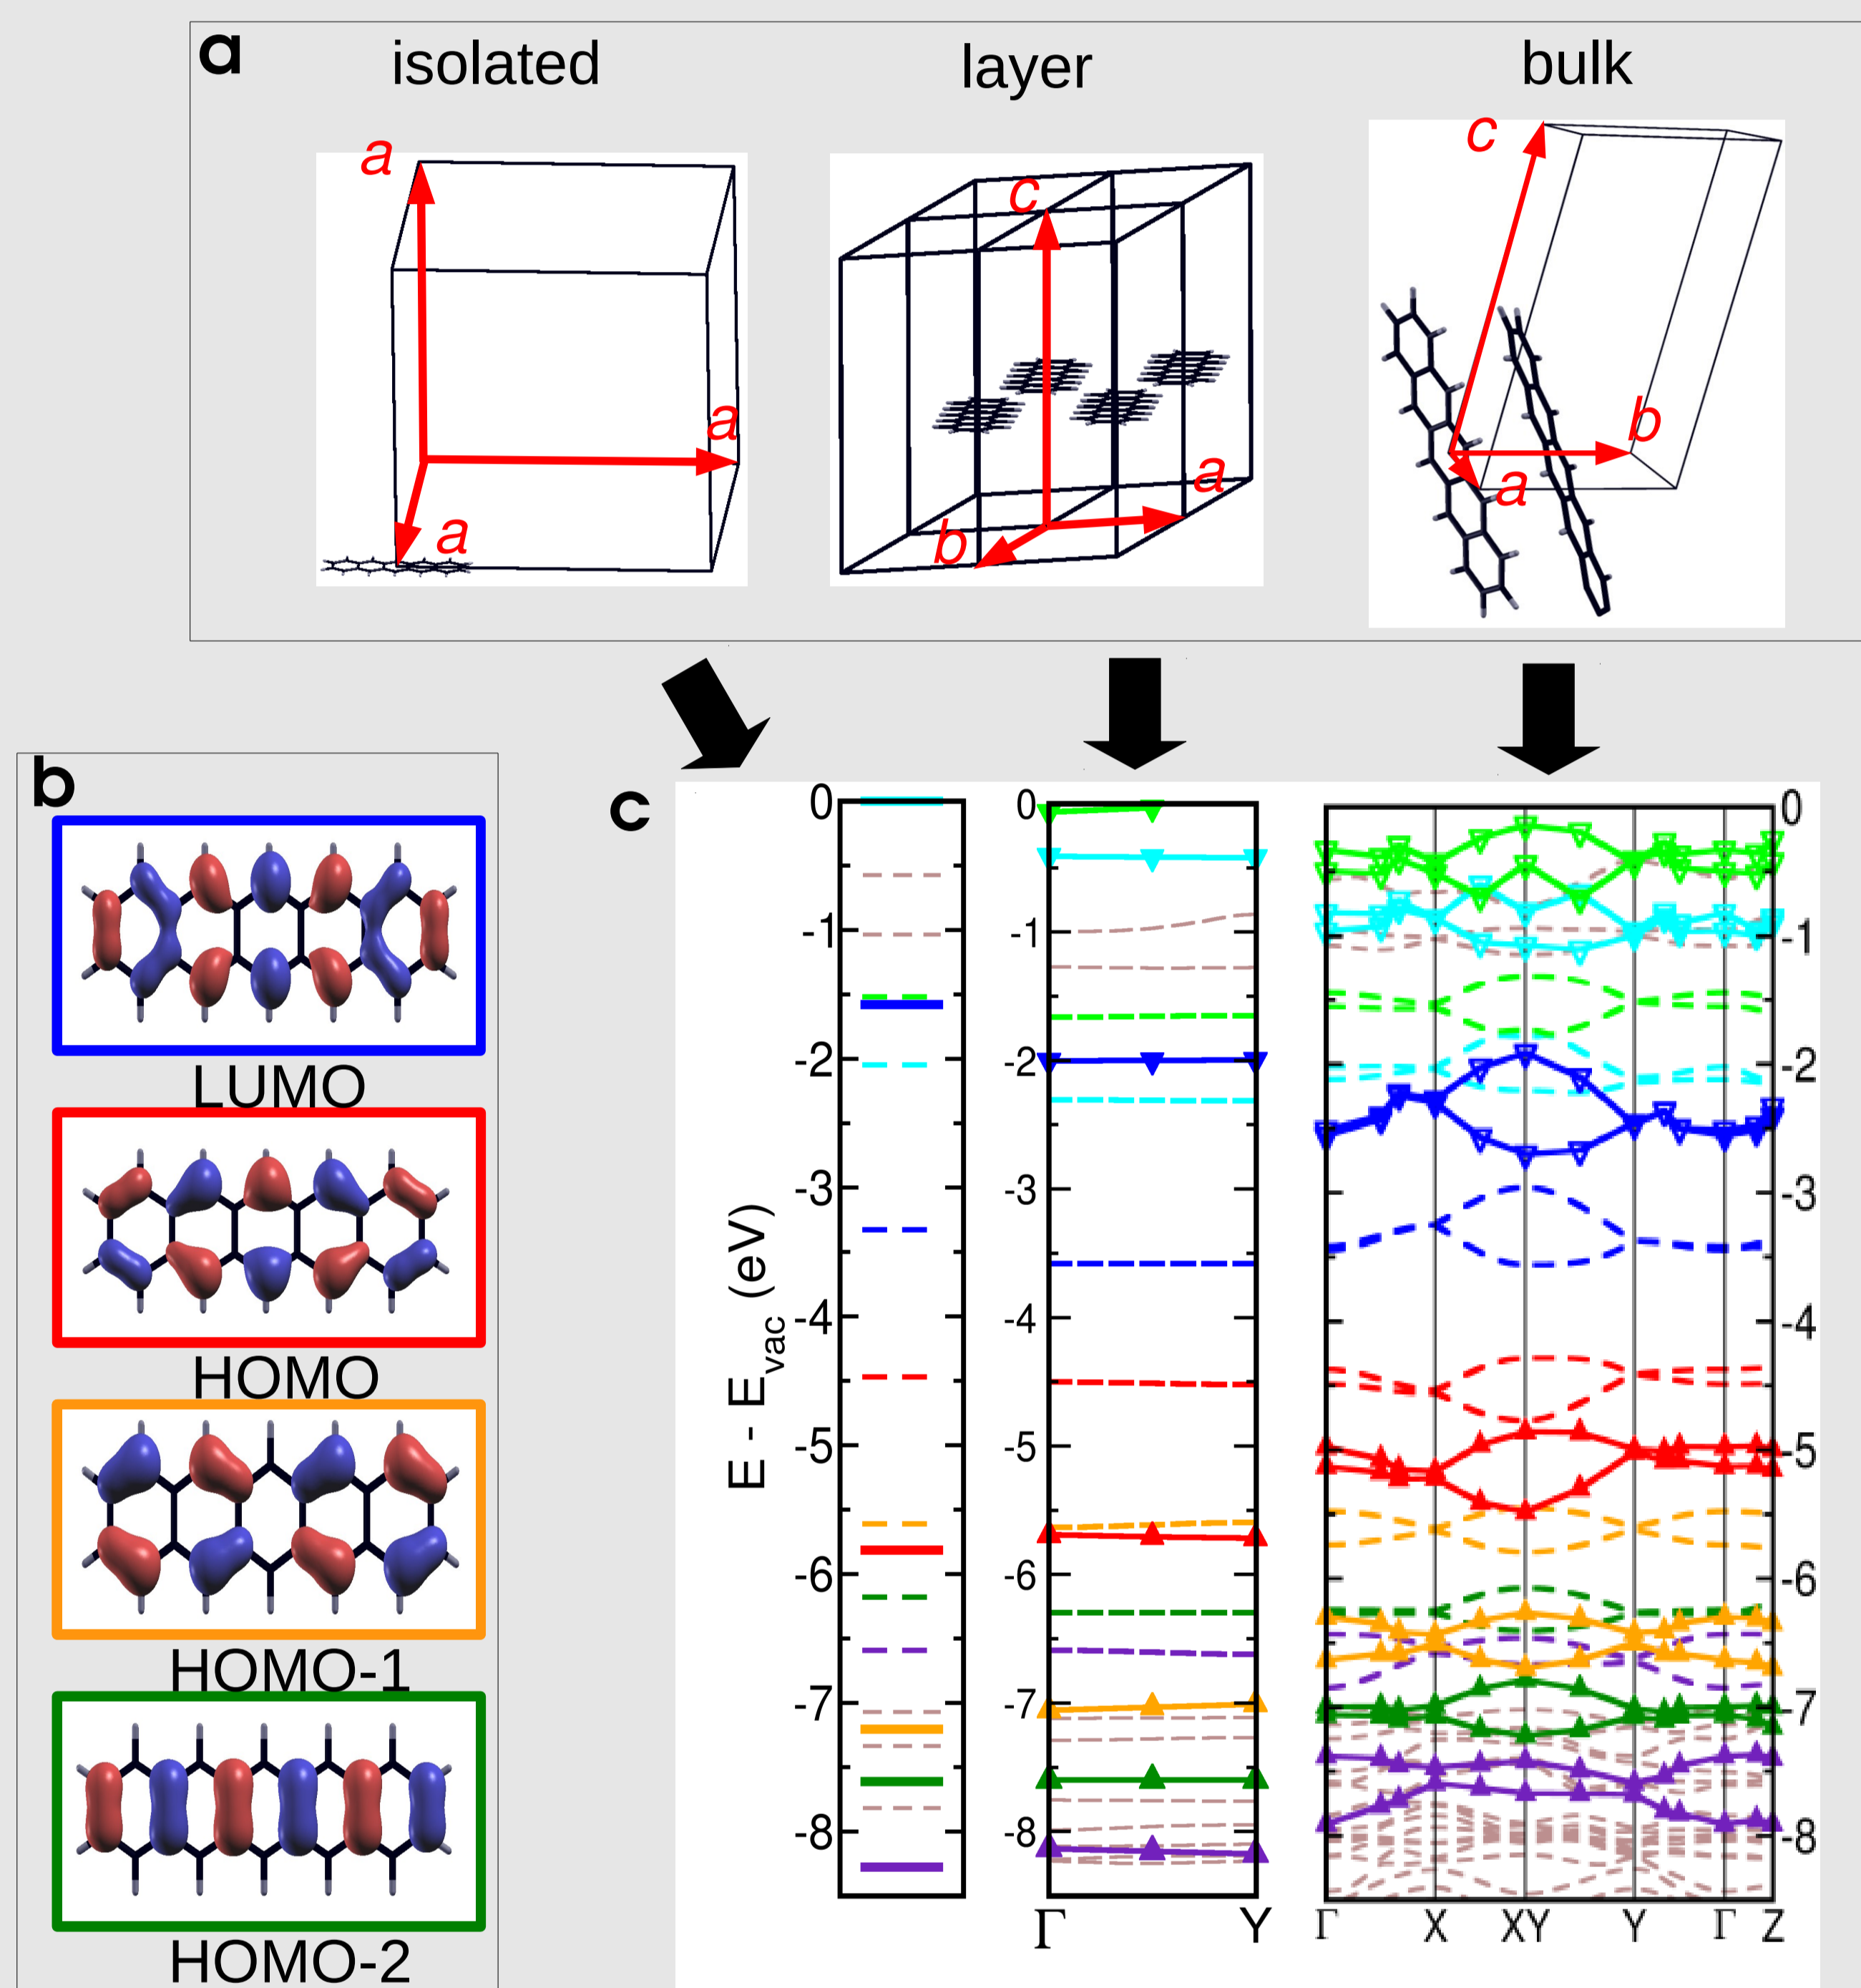 a
isolated
layer
bulk
a
a
a
c
a
b
c
b
a
b
LUMO
HOMO
HOMO-1
HOMO-2
c
E - Evac (eV)
0
-1
-2
-3
-4
-5
-6
-7
-8
0
-1
-2
-3
-4
-5
-6
-7
-8
Γ
Y
0
-1
-2
-3
-4
-5
-6
-7
-8
Γ
X
XY
Y
Γ
Z